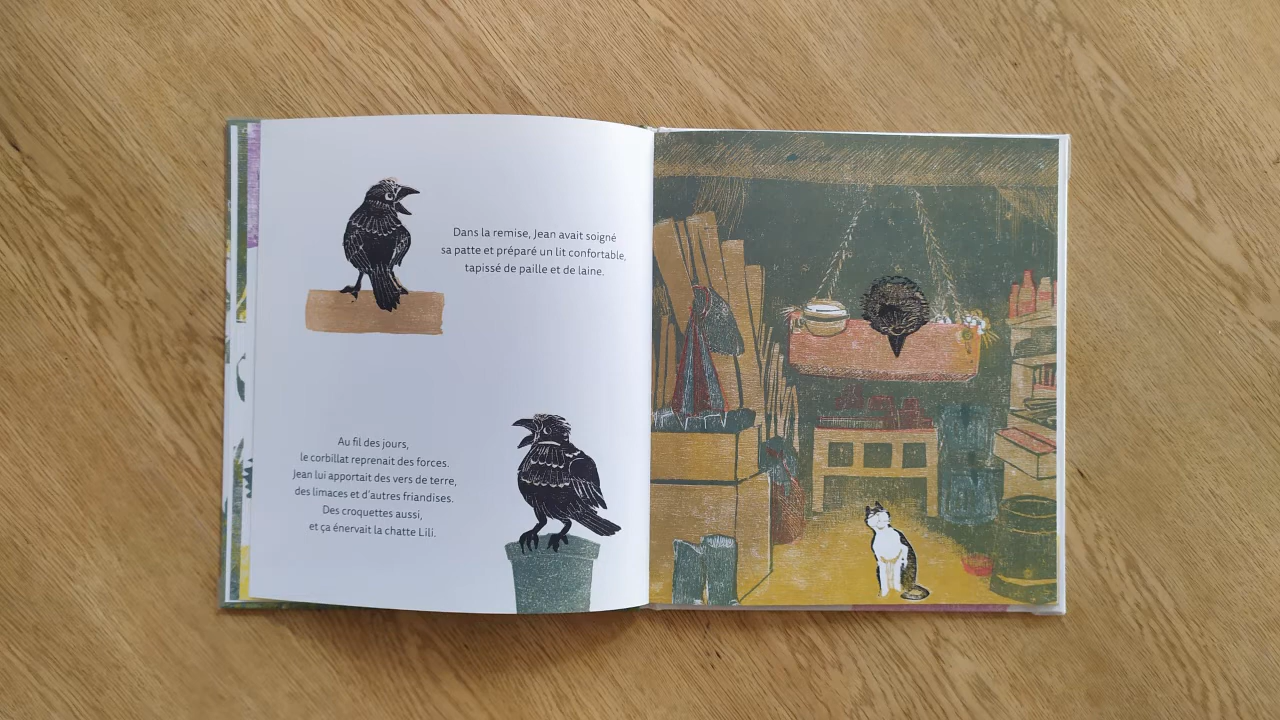 Dans la remise, Jean avait soigné
sa patte et préparé un lit confortable,
tapissé de paille et de laine.
Au fil des jours,
le corbillat reprenait des forces.
Jean lui apportait des vers de terre,
des limaces et d'autres friandises.
Des croquettes aussi,
et ça énervait la chatte Lili.